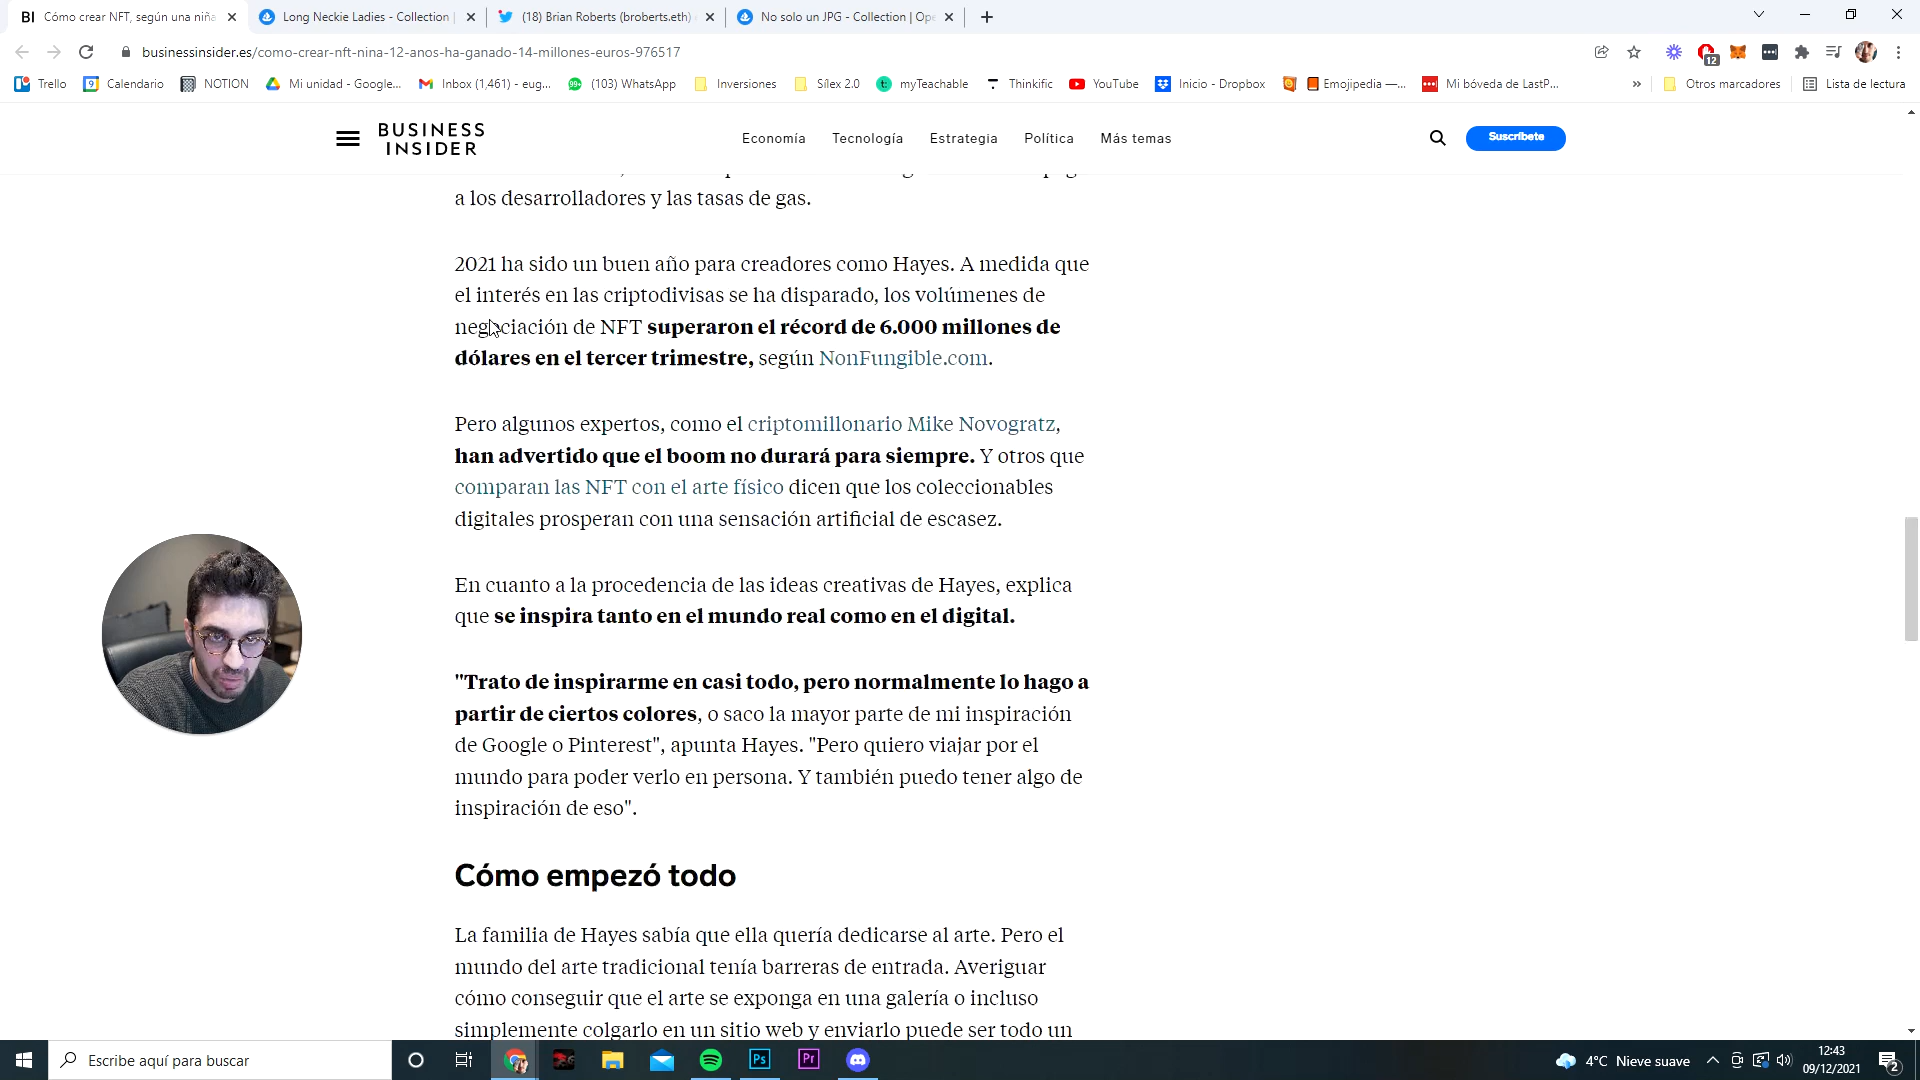 BI Cómo crear NFT, según una niña
Long Neckie Ladies - Collection |
(18) Brian Roberts (broberts.eth)
No solo un JPG - Collection | Ope
businessinsider.es/como-crear-nft-nina-12-anos-ha-ganado-14-millones-euros-976517
12
Trello
Calendario
NOTION
Mi unidad - Google...
Inbox (1,461) - eug...
(103) WhatsApp
Inversiones
Sílex 2.0
myTeachable
Thinkific
YouTube
Inicio - Dropbox
Emojipedia —...
Mi bóveda de LastP...
»
Otros marcadores
Lista de lectura
BUSINESS
INSIDER
Economía
Tecnología
Estrategia
Política
Más temas
Suscríbete
a los desarrolladores y las tasas de gas.
2021 ha sido un buen año para creadores como Hayes. A medida que
el interés en las criptodivisas se ha disparado, los volúmenes de
negociación de NFT superaron el récord de 6.000 millones de
dólares en el tercer trimestre, según NonFungible.com.
Pero algunos expertos, como el criptomillonario Mike Novogratz,
han advertido que el boom no durará para siempre. Y otros que
comparan las NFT con el arte físico dicen que los coleccionables
digitales prosperan con una sensación artificial de escasez.
En cuanto a la procedencia de las ideas creativas de Hayes, explica
que se inspira tanto en el mundo real como en el digital.
"Trato de inspirarme en casi todo, pero normalmente lo hago a
partir de ciertos colores, o saco la mayor parte de mi inspiración
de Google o Pinterest", apunta Hayes. "Pero quiero viajar por el
mundo para poder verlo en persona. Y también puedo tener algo de
inspiración de eso".
Cómo empezó todo
La familia de Hayes sabía que ella quería dedicarse al arte. Pero el
mundo del arte tradicional tenía barreras de entrada. Averiguar
cómo conseguir que el arte se exponga en una galería o incluso
simplemente colgarlo en un sitio web y enviarlo puede ser todo un
Escribe aquí para buscar
Ps
Pr
4°C Nieve suave
12:43
09/12/2021
2